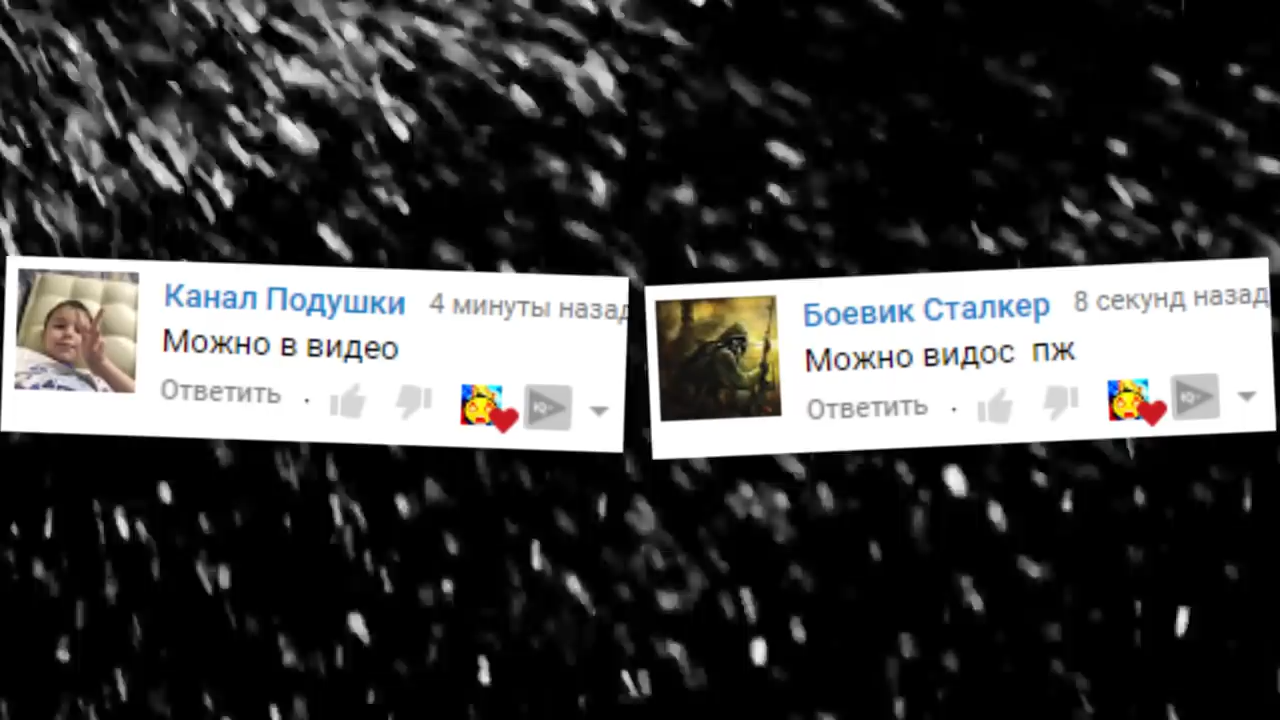 Канал Подушки 4 минуты назад
Можно в видео
Ответить
Боевик Сталкер 8 секунд назад
Можно видос пж
Ответить